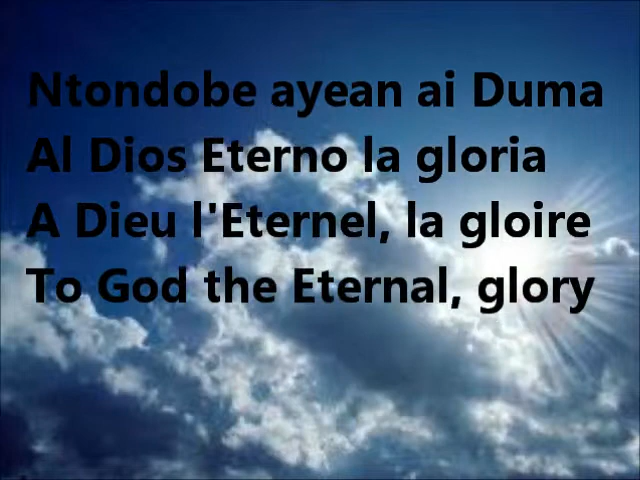 Ntondobe ayean ai Duma
Al Dios Eterno la gloria
A Dieu l'Eternel, la gloire
To God the Eternal, glory